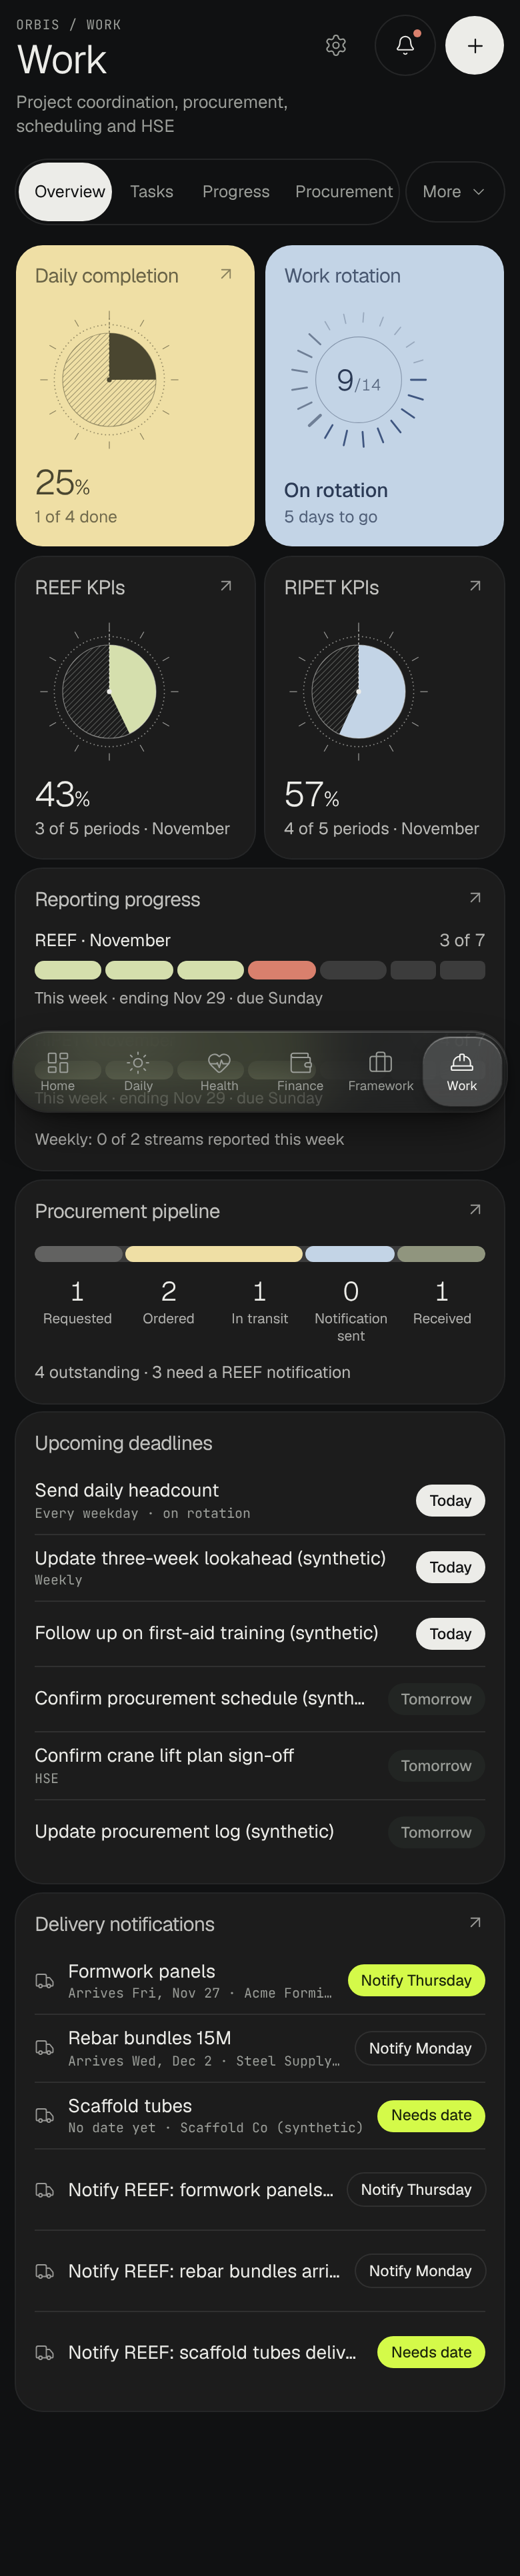 ORBIS / WORK
Work
Project coordination, procurement,
scheduling and HSE
Overview Tasks Progress Procurement More
Daily completion
25%
1 of 4 done
Work rotation
9/14
On rotation
5 days to go
REEF KPIs
43%
3 of 5 periods · November
RIPET KPIs
57%
4 of 5 periods · November
Reporting progress
REEF · November 3 of 7
This week · ending Nov 29 · due Sunday
Home Daily Health Finance Framework Work
This week · ending Nov 29 · due Sunday
Weekly: 0 of 2 streams reported this week
Procurement pipeline
1 2 1 0 1
Requested Ordered In transit Notification Received
sent
4 outstanding · 3 need a REEF notification
Upcoming deadlines
Send daily headcount Today
Every weekday · on rotation
Update three-week lookahead (synthetic) Today
Weekly
Follow up on first-aid training (synthetic) Today
Confirm procurement schedule (synth... Tomorrow
Confirm crane lift plan sign-off Tomorrow
HSE
Update procurement log (synthetic) Tomorrow
Delivery notifications
Formwork panels Notify Thursday
Arrives Fri, Nov 27 · Acme Formi…
Rebar bundles 15M Notify Monday
Arrives Wed, Dec 2 · Steel Supply…
Scaffold tubes Needs date
No date yet · Scaffold Co (synthetic)
Notify REEF: formwork panels... Notify Thursday
Notify REEF: rebar bundles arri... Notify Monday
Notify REEF: scaffold tubes deliv... Needs date